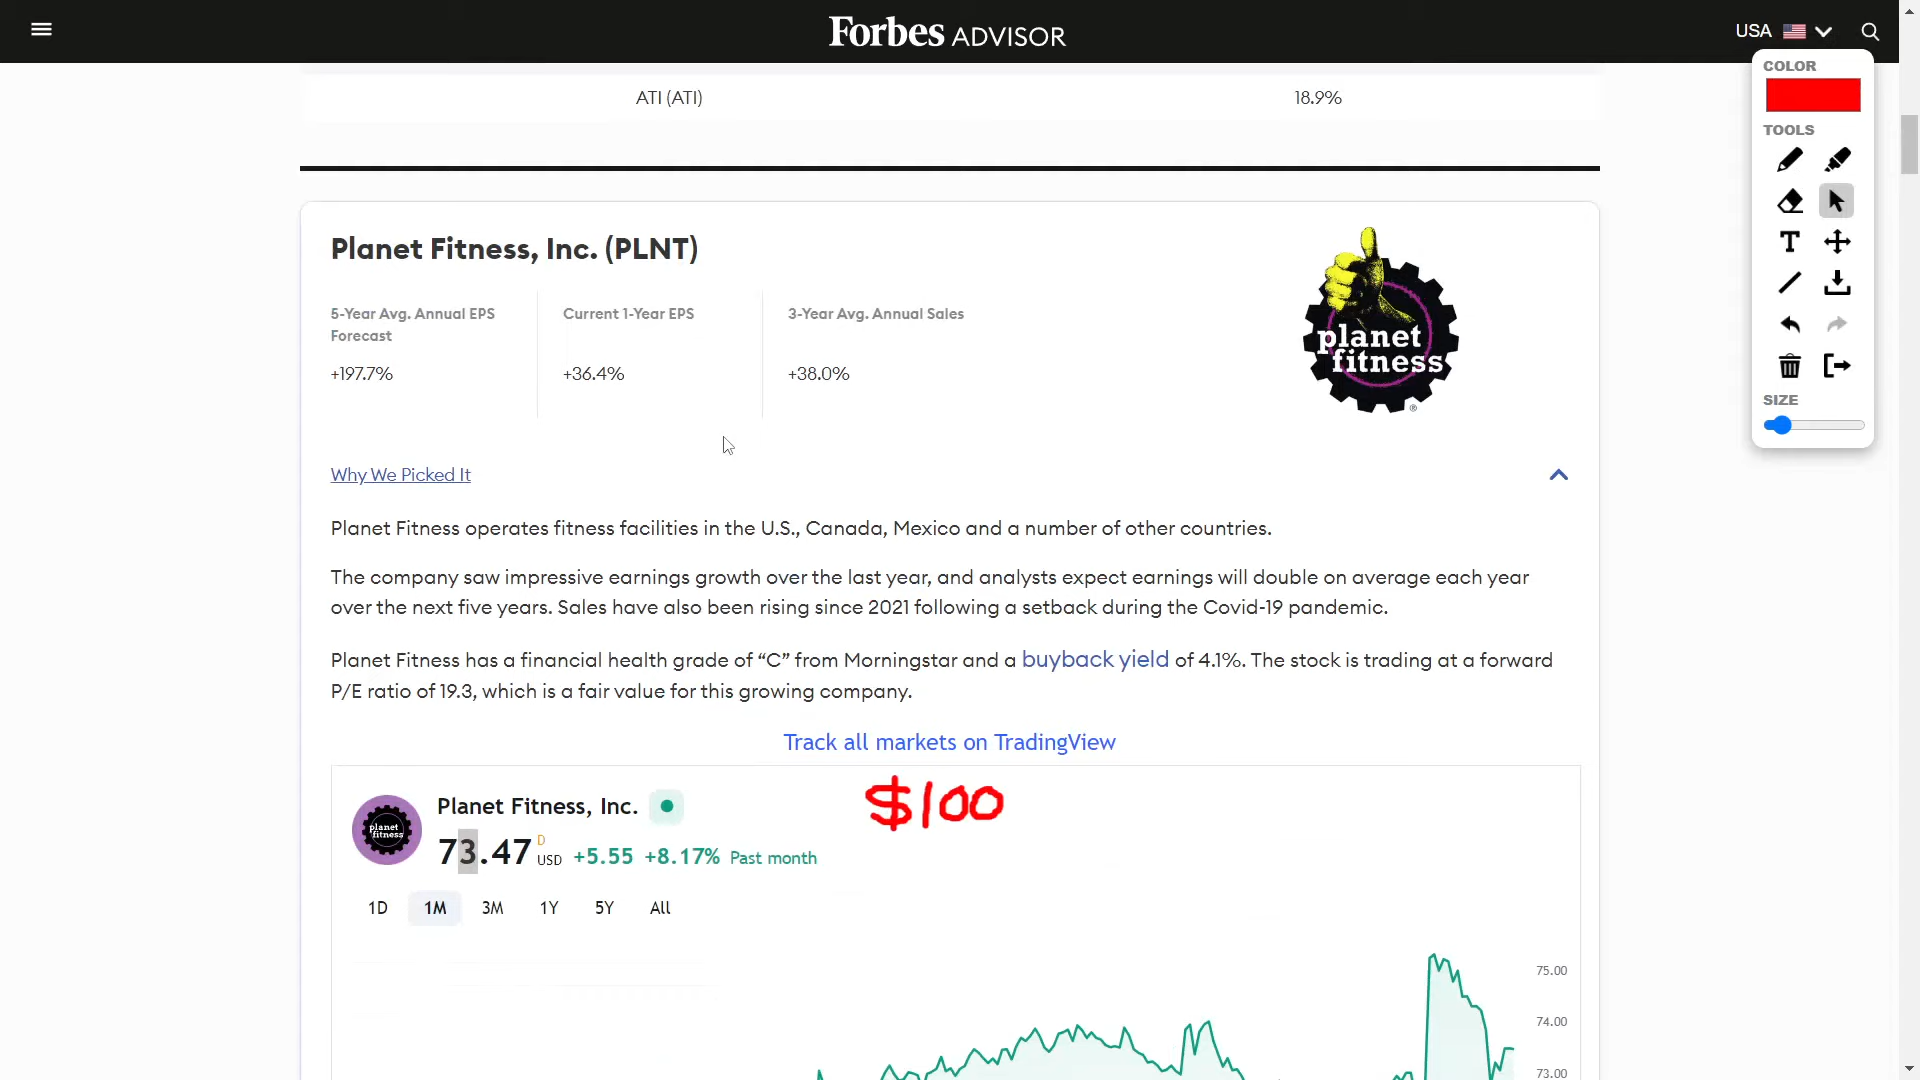 Forbes ADVISOR
USA
COLOR
TOOLS
T
SIZE
ATI (ATI) 18.9%
Planet Fitness, Inc. (PLNT)
planet
fitness
®
5-Year Avg. Annual EPS
Forecast
+197.7%
Current 1-Year EPS
+36.4%
3-Year Avg. Annual Sales
+38.0%
Why We Picked It
Planet Fitness operates fitness facilities in the U.S., Canada, Mexico and a number of other countries.
The company saw impressive earnings growth over the last year, and analysts expect earnings will double on average each year
over the next five years. Sales have also been rising since 2021 following a setback during the Covid-19 pandemic.
Planet Fitness has a financial health grade of “C” from Morningstar and a buyback yield of 4.1%. The stock is trading at a forward
P/E ratio of 19.3, which is a fair value for this growing company.
Track all markets on TradingView
planet
fitness
Planet Fitness, Inc.
$100
73.47 D USD +5.55 +8.17% Past month
1D 1M 3M 1Y 5Y All
75.00
74.00
73.00